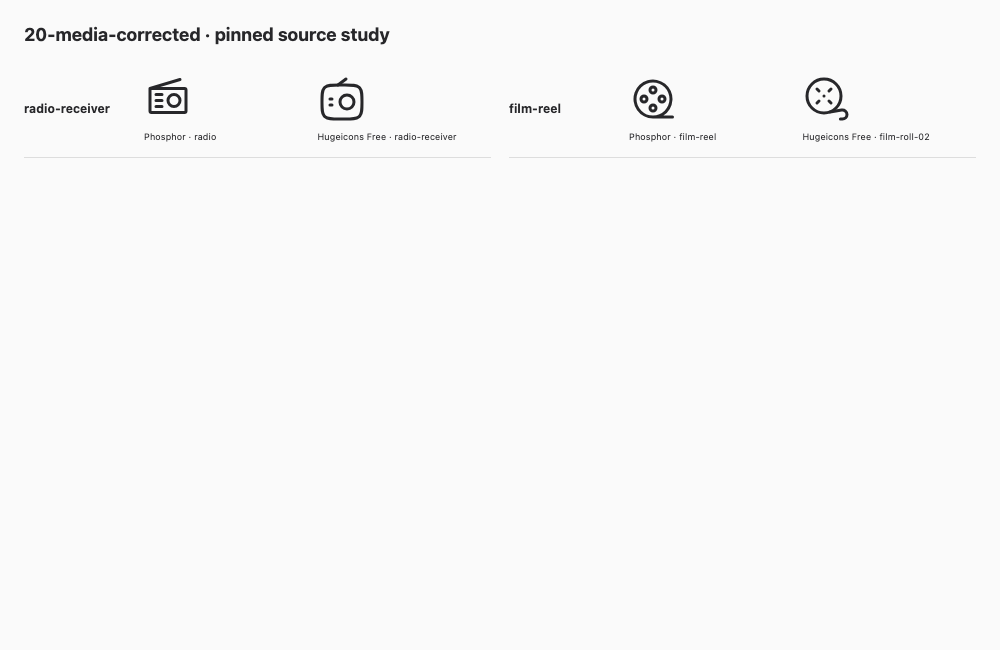 20-media-corrected · pinned source study
radio-receiver
Phosphor · radio
Hugeicons Free · radio-receiver
film-reel
Phosphor · film-reel
Hugeicons Free · film-roll-02